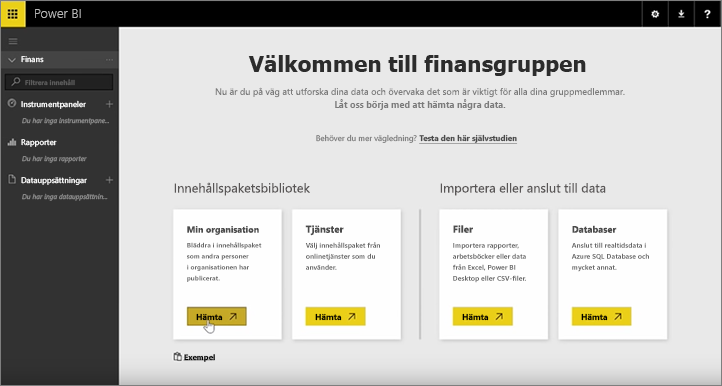 Power BI
?
Finans
Filtrera innehåll
Instrumentpaneler
Du har inga instrumentpane...
Rapporter
Du har inga rapporter
Datauppsättningar
Du har inga datauppsättnin...
Välkommen till finansgruppen
Nu är du på väg att utforska dina data och övervaka det som är viktigt för alla dina gruppmedlemmar.
Låt oss börja med att hämta några data.
Behöver du mer vägledning? Testa den här självstudien
Innehållspaketsbibliotek
Importera eller anslut till data
Min organisation
Bläddra i innehållspaket
som andra personer
i organisationen har
publicerat.
Hämta
Tjänster
Välj innehållspaket från
onlinetjänster som du
använder.
Hämta
Filer
Importera rapporter,
arbetsböcker eller data
från Excel, Power BI
Desktop eller CSV-filer.
Hämta
Databaser
Anslut till realtidsdata i
Azure SQL Database och
mycket annat.
Hämta
Exempel